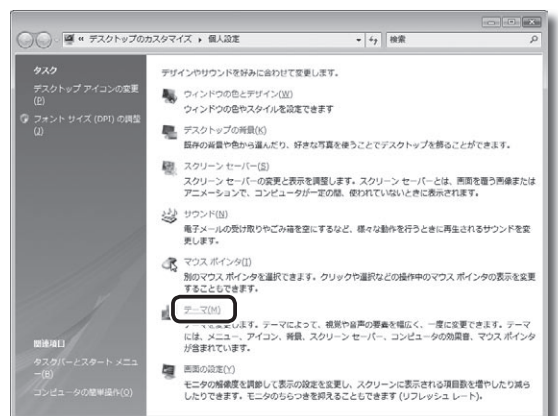 « デスクトップのカスタマイズ ▸ 個人設定
検索
タスク
デスクトップ アイコンの変更
(P)
フォント サイズ (DPI) の調整
(J)
関連項目
タスクバーとスタート メニュ
ー(B)
コンピュータの簡単操作(O)
デザインやサウンドを好みに合わせて変更します。
ウィンドウの色とデザイン(W)
ウィンドウの色やスタイルを設定できます
デスクトップの背景(K)
既存の背景や色から選んだり、好きな写真を使うことでデスクトップを飾ることができます。
スクリーン セーバー(S)
スクリーン セーバーの変更と表示を調整します。スクリーン セーバーとは、画面を覆う画像または
アニメーションで、コンピュータが一定の間、使われていないときに表示されます。
サウンド(N)
電子メールの受け取りやごみ箱を空にするなど、様々な動作を行うときに再生されるサウンドを変
更します。
マウス ポインタ(I)
別のマウス ポインタを選択できます。クリックや選択などの操作中のマウス ポインタの表示を変更
することもできます。
テーマ(M)
テーマを変更します。テーマによって、視覚や音声の要素を幅広く、一度に変更できます。テーマ
には、メニュー、アイコン、背景、スクリーン セーバー、コンピュータの効果音、マウス ポインタ
が含まれています。
画面の設定(Y)
モニタの解像度を調節して表示の設定を変更し、スクリーンに表示される項目数を増やしたり減ら
したりできます。モニタのちらつきを抑えることもできます (リフレッシュ レート)。